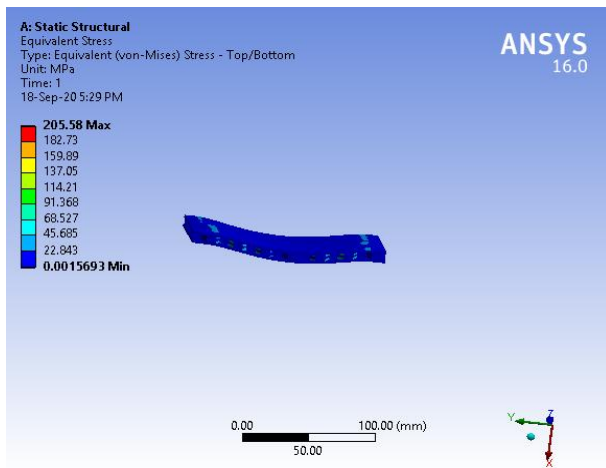 A: Static Structural
Equivalent Stress
Type: Equivalent (von-Mises) Stress - Top/Bottom
Unit: MPa
Time: 1
18-Sep-20 5:29 PM
ANSYS
16.0
205.58 Max
182.73
159.89
137.05
114.21
91.368
68.527
45.685
22.843
0.0015693 Min
0.00
100.00 (mm)
50.00
Y
Z
X